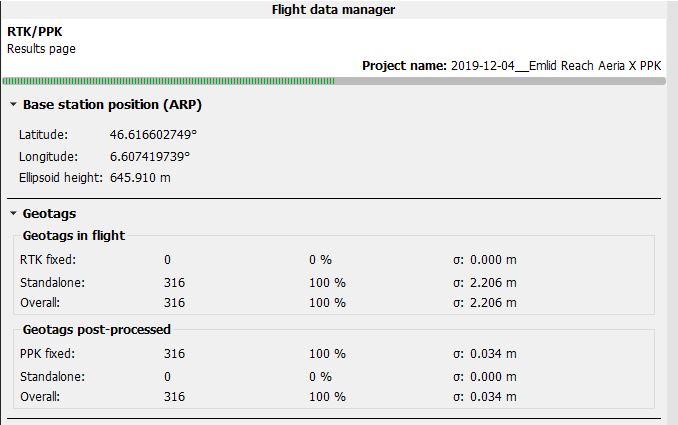 Flight data manager
RTK/PPK
Results page
Project name: 2019-12-04__Emlid Reach Aeria X PPK
Base station position (ARP)
Latitude: 46.616602749°
Longitude: 6.607419739°
Ellipsoid height: 645.910 m
Geotags
Geotags in flight
RTK fixed: 0 0 % σ: 0.000 m
Standalone: 316 100 % σ: 2.206 m
Overall: 316 100 % σ: 2.206 m
Geotags post-processed
PPK fixed: 316 100 % σ: 0.034 m
Standalone: 0 0 % σ: 0.000 m
Overall: 316 100 % σ: 0.034 m